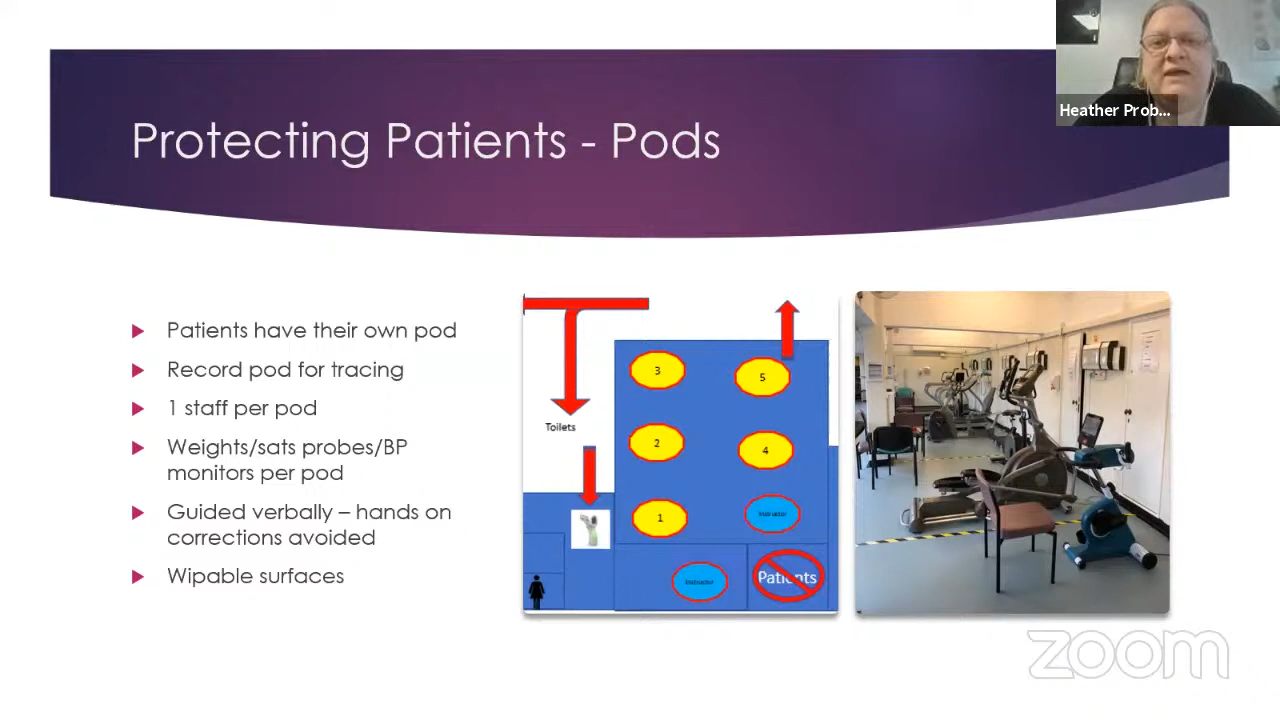 Heather Prob...
Protecting Patients - Pods
Patients have their own pod
Record pod for tracing
1 staff per pod
Weights/sats probes/BP
monitors per pod
Guided verbally – hands on
corrections avoided
Wipable surfaces
3
5
Toilets
2
4
1
Instructor
Instructor
Patients
zoom